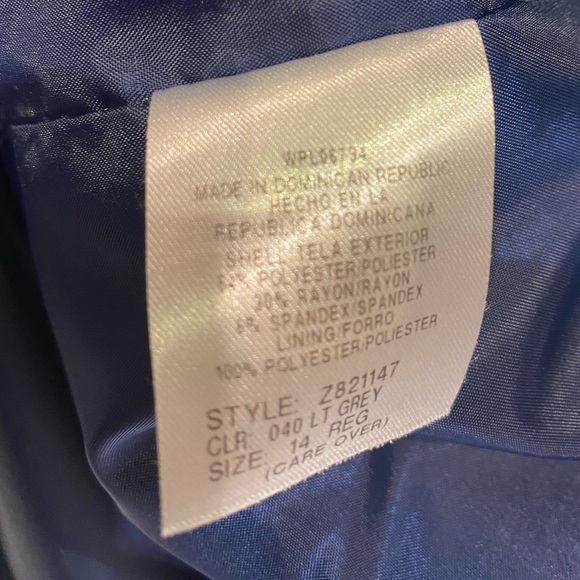 WPL06794
MADE IN DOMINICAN REPUBLIC
HECHO EN LA
REPUBLICA DOMINICANA
SHELL TELA EXTERIOR
POLYESTER/POLIESTER
30% RAYON/RAYON
6% SPANDEX/SPANDEX
LINING/FORRO
100% POLYESTER/POLIESTER
STYLE: Z821147
CLR: 040 LT GREY
SIZE: 14 REG
(CARE OVER)